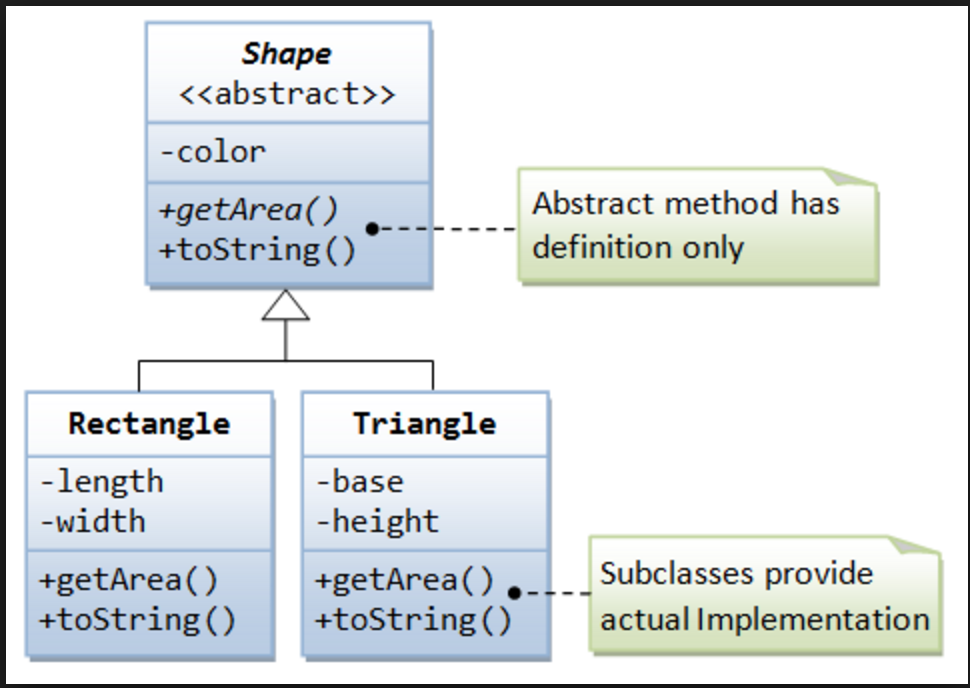 Shape
<<abstract>>
-color
+getArea()
+toString()
Abstract method has
definition only
Rectangle
-length
-width
+getArea()
+toString()
Triangle
-base
-height
+getArea()
+toString()
Subclasses provide
actual Implementation